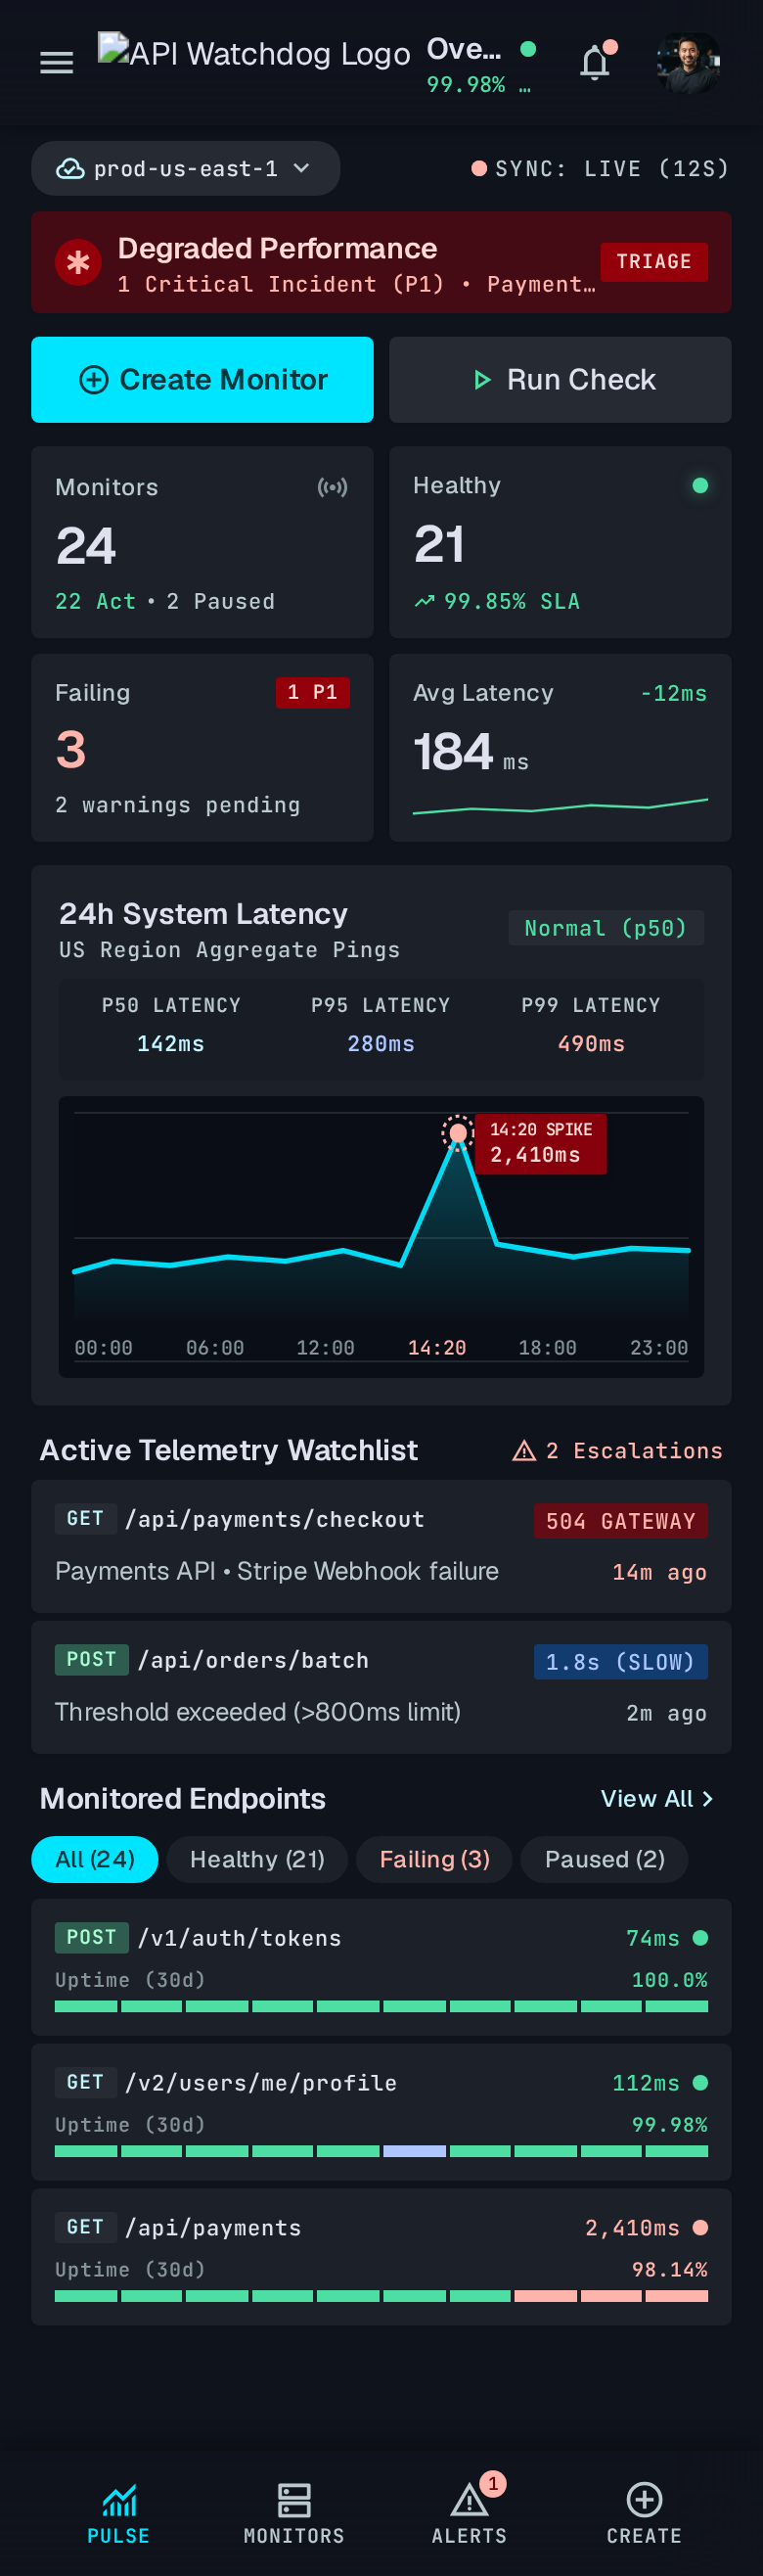 API Watchdog Logo
Ove...
99.98% ...
prod-us-east-1
SYNC: LIVE (12S)
Degraded Performance
1 Critical Incident (P1) • Payment...
TRIAGE
Create Monitor
Run Check
Monitors
24
22 Act • 2 Paused
Healthy
21
99.85% SLA
Failing
1 P1
3
2 warnings pending
Avg Latency
-12ms
184 ms
24h System Latency
US Region Aggregate Pings
Normal (p50)
P50 LATENCY
142ms
P95 LATENCY
280ms
P99 LATENCY
490ms
14:20 SPIKE
2,410ms
00:00 06:00 12:00 14:20 18:00 23:00
Active Telemetry Watchlist
2 Escalations
GET /api/payments/checkout
504 GATEWAY
Payments API • Stripe Webhook failure
14m ago
POST /api/orders/batch
1.8s (SLOW)
Threshold exceeded (>800ms limit)
2m ago
Monitored Endpoints
View All
All (24)
Healthy (21)
Failing (3)
Paused (2)
POST /v1/auth/tokens
74ms
Uptime (30d)
100.0%
GET /v2/users/me/profile
112ms
Uptime (30d)
99.98%
GET /api/payments
2,410ms
Uptime (30d)
98.14%
PULSE
MONITORS
1
ALERTS
CREATE